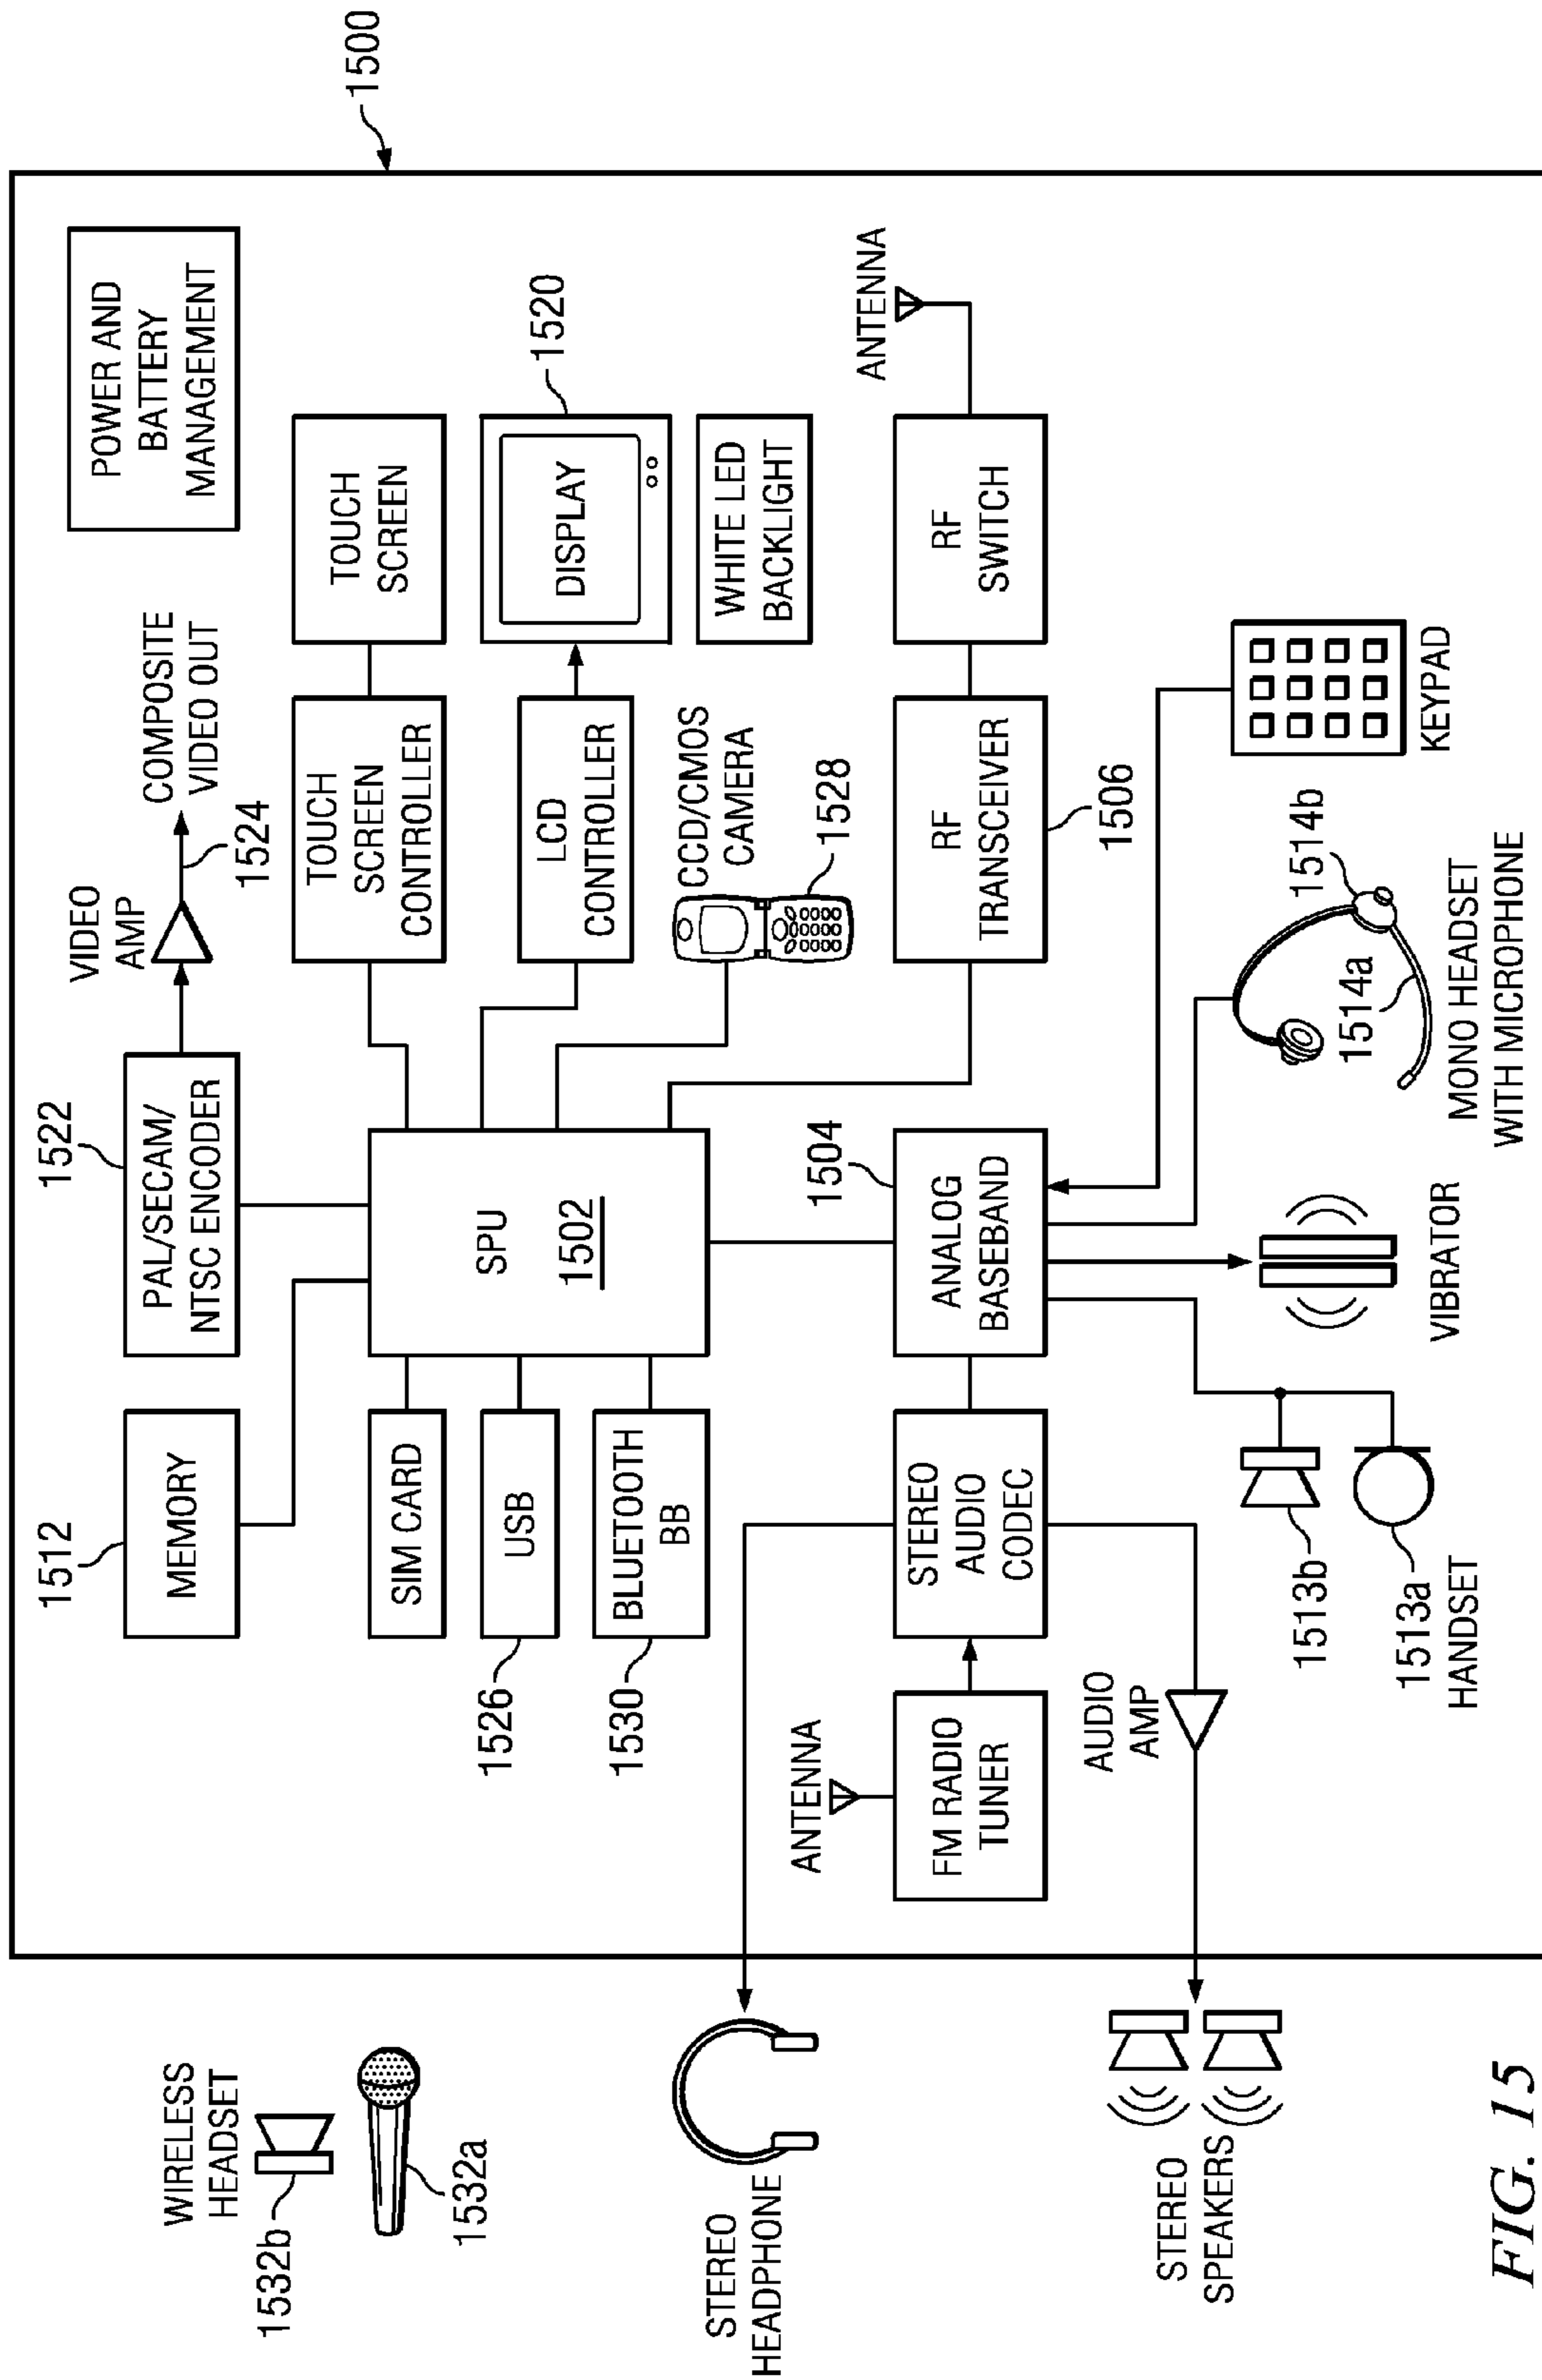 1500
POWER AND
BATTERY
MANAGEMENT
1512
MEMORY
1522
PAL/SECAM/
NTSC ENCODER
VIDEO
AMP
1524
COMPOSITE
VIDEO OUT
WIRELESS
HEADSET
1532b
1532a
SIM CARD
USB
1526
BLUETOOTH
BB
1530
SPU
1502
TOUCH
SCREEN
CONTROLLER
TOUCH
SCREEN
LCD
CONTROLLER
DISPLAY
1520
CCD/CMOS
CAMERA
1528
WHITE LED
BACKLIGHT
STEREO
HEADPHONE
ANTENNA
FM RADIO
TUNER
STEREO
AUDIO
CODEC
1504
ANALOG
BASEBAND
RF
TRANSCEIVER
1506
RF
SWITCH
ANTENNA
AUDIO
AMP
STEREO
SPEAKERS
1513b
1513a
HANDSET
VIBRATOR
1514a
1514b
MONO HEADSET
WITH MICROPHONE
KEYPAD
FIG. 15